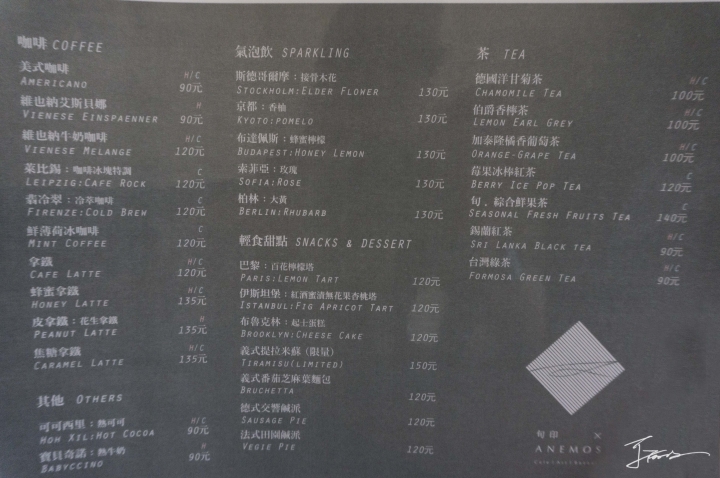 咖啡 COFFEE
美式咖啡 H/C
AMERICANO 90元
維也納艾斯貝娜 H
VIENESE EINSPAENNER 90元
維也納牛奶咖啡 H/C
VIENESE MELANGE 120元
萊比錫：咖啡冰塊特調 C
LEIPZIG:CAFE ROCK 120元
翡冷翠：冷萃咖啡 C
FIRENZE:COLD BREW 120元
鮮薄荷冰咖啡 C
MINT COFFEE 120元
拿鐵 H/C
CAFE LATTE 120元
蜂蜜拿鐵 H/C
HONEY LATTE 135元
皮拿鐵：花生拿鐵 H
PEANUT LATTE 135元
焦糖拿鐵 H/C
CARAMEL LATTE 135元
其他 OTHERS
可可西里：熱可可 H/C
HOH XIL:HOT COCOA 90元
寶貝奇諾：熱牛奶 H
BABYCCINO 90元
氣泡飲 SPARKLING
斯德哥爾摩：接骨木花
STOCKHOLM:ELDER FLOWER 130元
京都：香柚
KYOTO:POMELO 130元
布達佩斯：蜂蜜檸檬
BUDAPEST:HONEY LEMON 130元
索菲亞：玫瑰
SOFIA:ROSE 130元
柏林：大黃
BERLIN:RHUBARB 130元
輕食甜點 SNACKS & DESSERT
巴黎：百花檸檬塔
PARIS:LEMON TART 120元
伊斯坦堡：紅酒蜜漬無花果杏桃塔
ISTANBUL:FIG APRICOT TART 120元
布魯克林：起士蛋糕
BROOKLYN:CHEESE CAKE 120元
義式提拉米蘇（限量）
TIRAMISU(LIMITED) 150元
義式番茄芝麻葉麵包
BRUCHETTA 120元
德式交響鹹派
SAUSAGE PIE 120元
法式田園鹹派
VEGIE PIE 120元
茶 TEA
德國洋甘菊茶 H/C
CHAMOMILE TEA 100元
伯爵香檸茶 H/C
LEMON EARL GREY 100元
加泰隆橘香葡萄茶 H/C
ORANGE-GRAPE TEA 100元
莓果冰棒紅茶 C
BERRY ICE POP TEA 120元
旬、綜合鮮果茶 C
SEASONAL FRESH FRUITS TEA 140元
錫蘭紅茶 H/C
SRI LANKA BLACK TEA 90元
台灣綠茶 H/C
FORMOSA GREEN TEA 90元
旬印 ×
ANEMOS